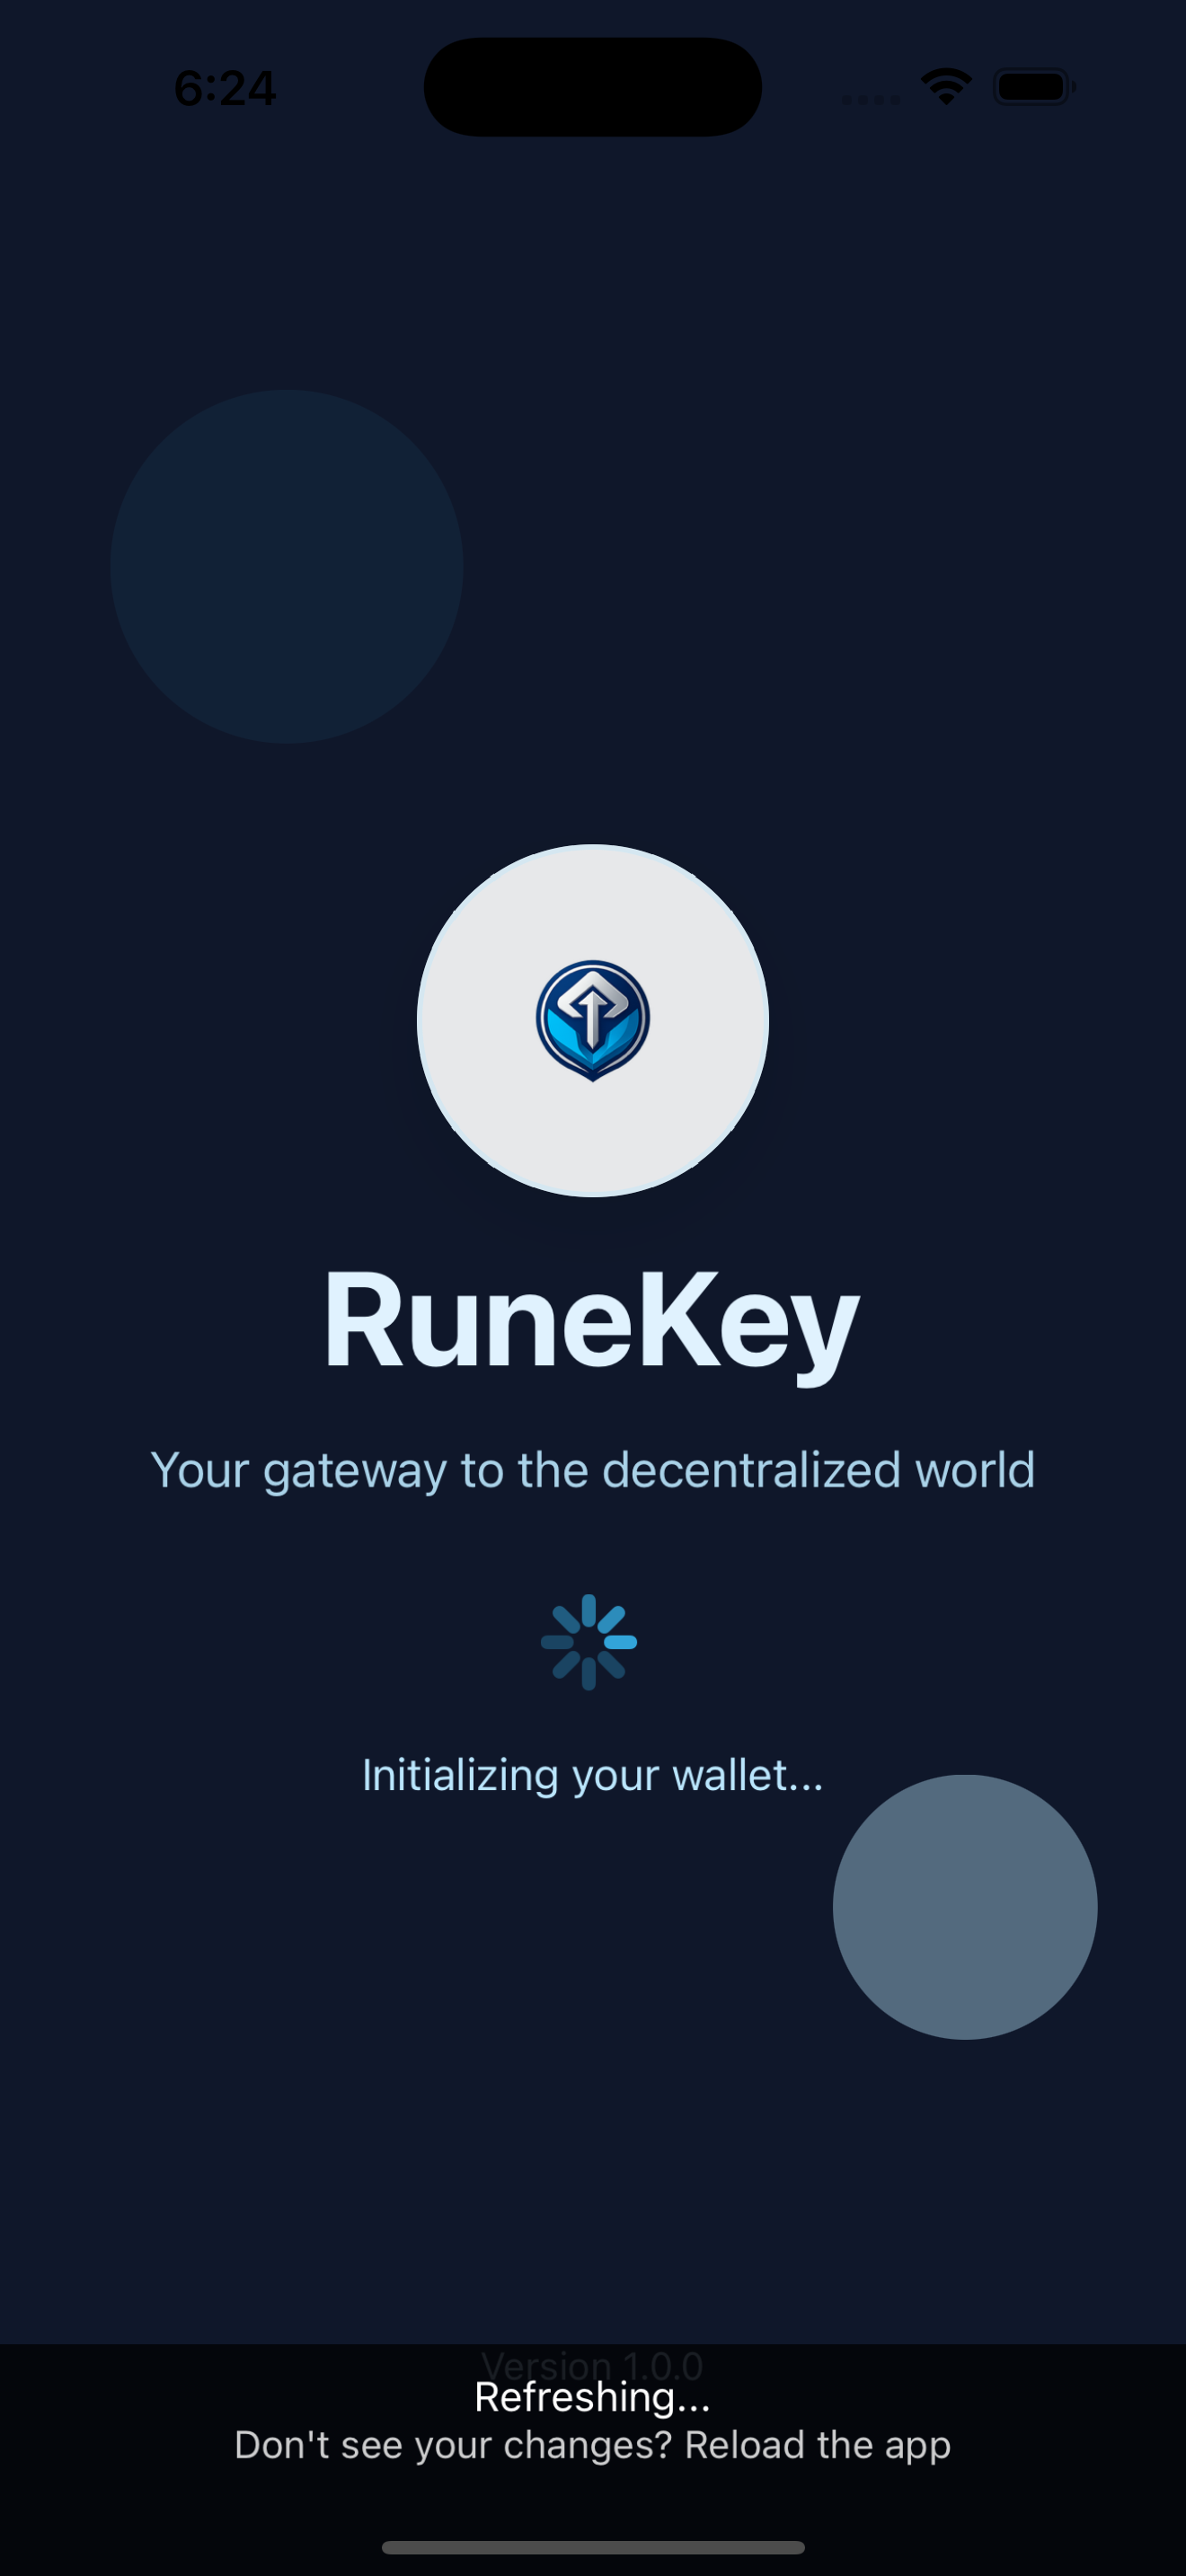 6:24
RuneKey
Your gateway to the decentralized world
Initializing your wallet...
Version 1.0.0
Refreshing...
Don't see your changes? Reload the app